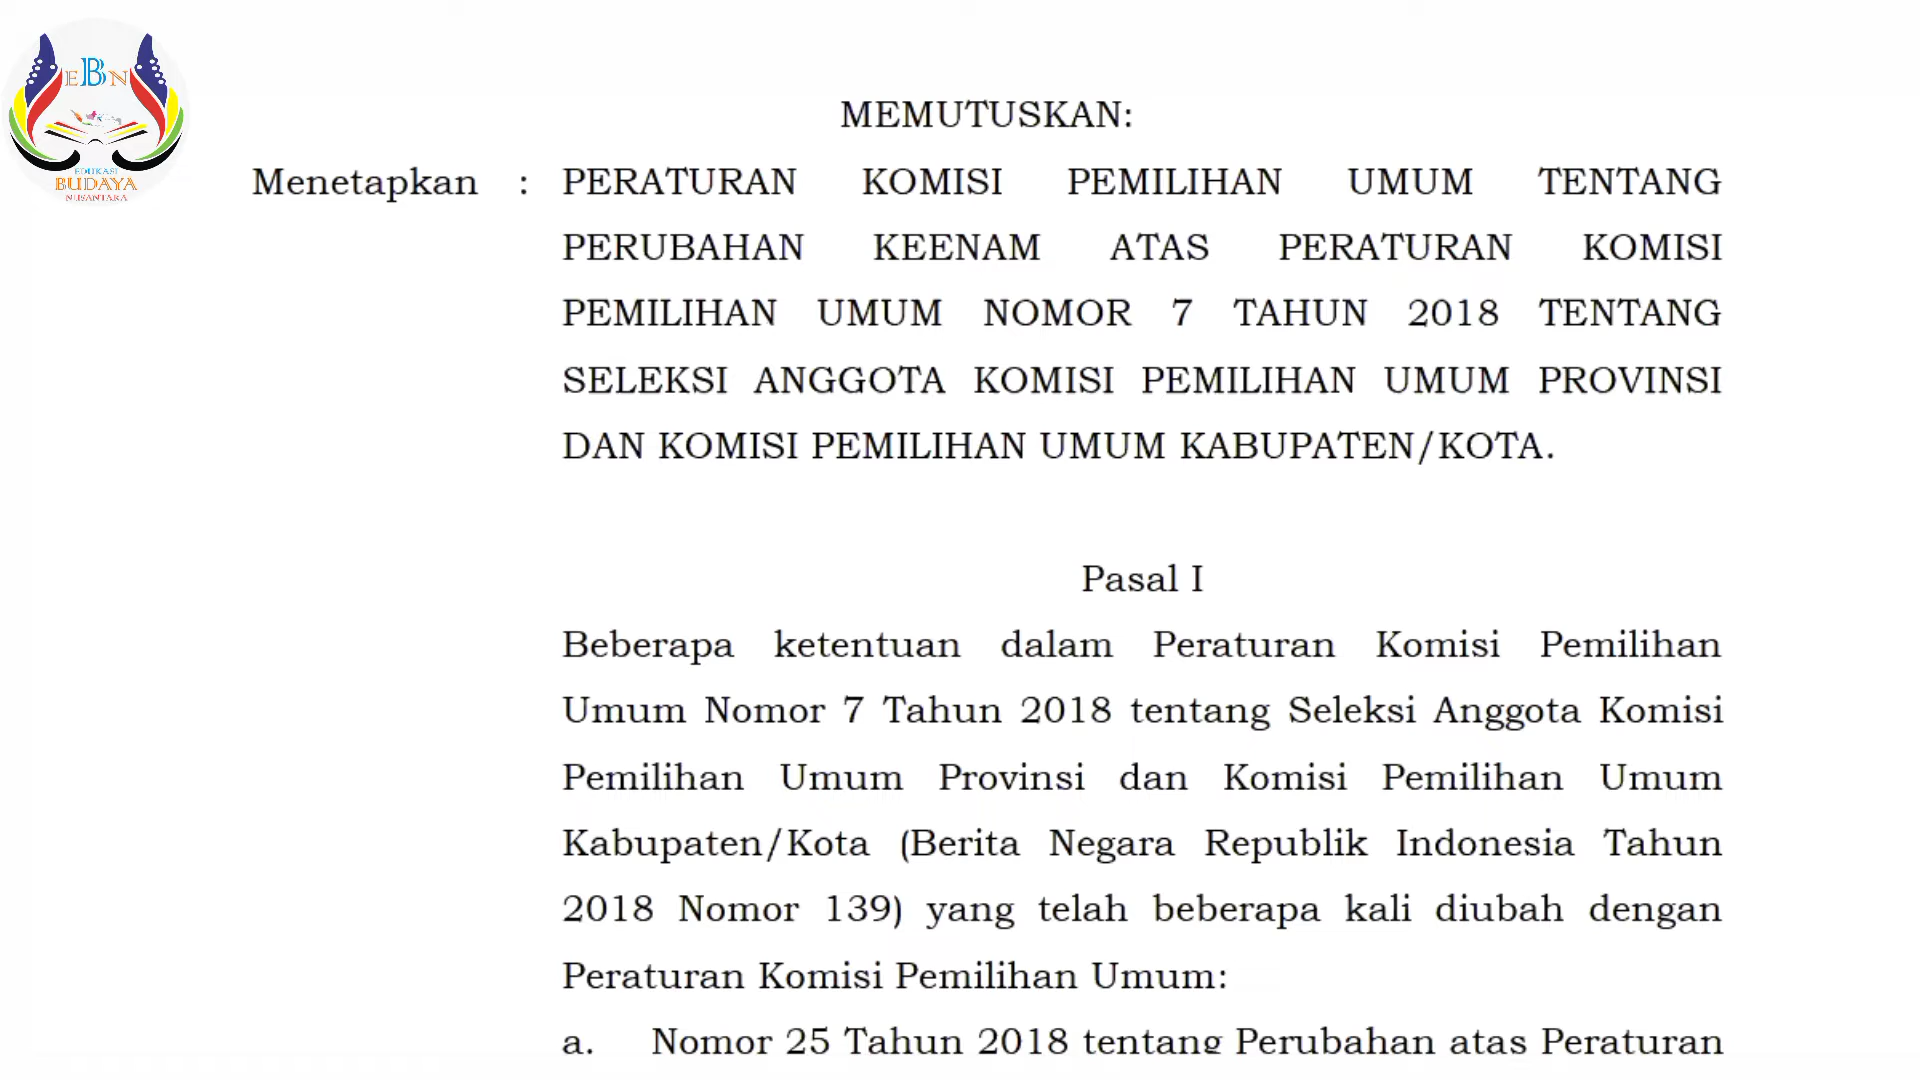 EBN
EDUKASI
BUDAYA
NUSANTARA
MEMUTUSKAN:
Menetapkan : PERATURAN KOMISI PEMILIHAN UMUM TENTANG
PERUBAHAN KEENAM ATAS PERATURAN KOMISI
PEMILIHAN UMUM NOMOR 7 TAHUN 2018 TENTANG
SELEKSI ANGGOTA KOMISI PEMILIHAN UMUM PROVINSI
DAN KOMISI PEMILIHAN UMUM KABUPATEN/KOTA.
Pasal I
Beberapa ketentuan dalam Peraturan Komisi Pemilihan
Umum Nomor 7 Tahun 2018 tentang Seleksi Anggota Komisi
Pemilihan Umum Provinsi dan Komisi Pemilihan Umum
Kabupaten/Kota (Berita Negara Republik Indonesia Tahun
2018 Nomor 139) yang telah beberapa kali diubah dengan
Peraturan Komisi Pemilihan Umum:
a. Nomor 25 Tahun 2018 tentang Perubahan atas Peraturan